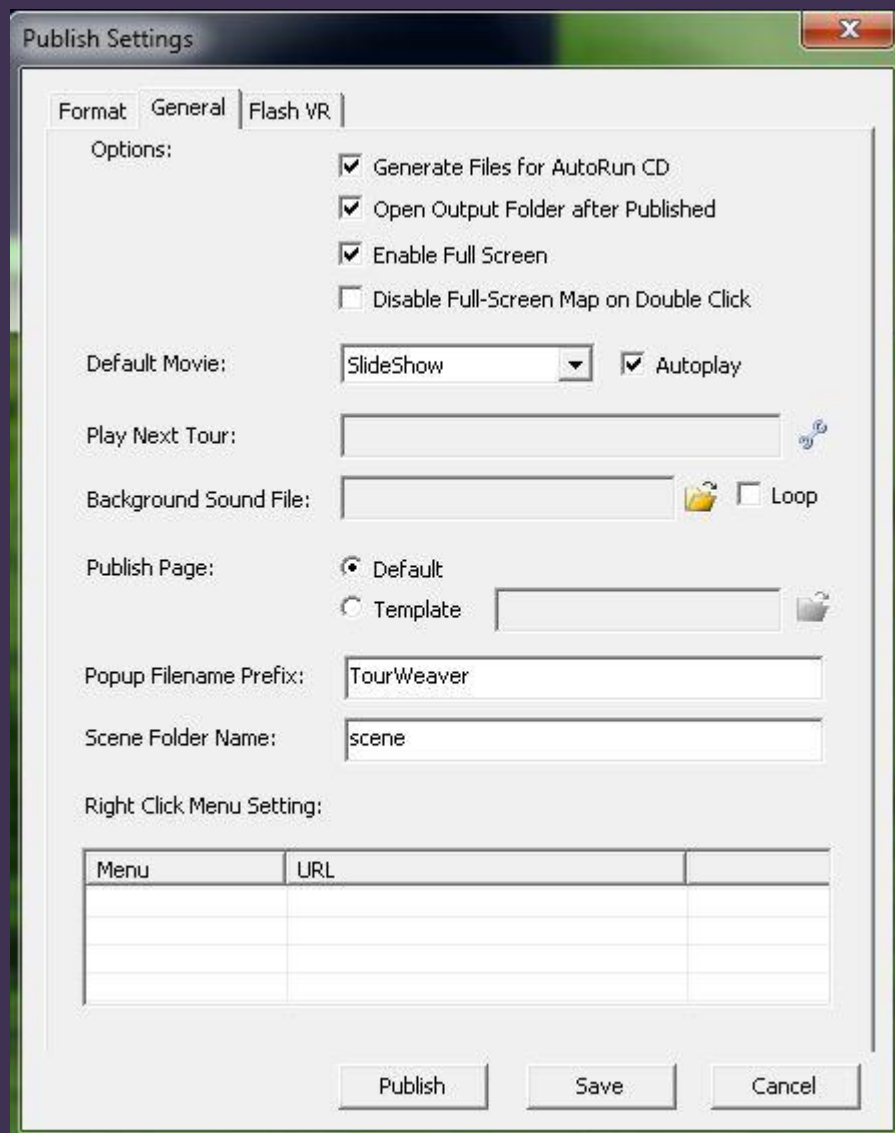 Publish Settings
Format General Flash VR
Options:
Generate Files for AutoRun CD
Open Output Folder after Published
Enable Full Screen
Disable Full-Screen Map on Double Click
Default Movie: SlideShow Autoplay
Play Next Tour:
Background Sound File: Loop
Publish Page: Default
Template
Popup Filename Prefix: TourWeaver
Scene Folder Name: scene
Right Click Menu Setting:
Menu URL
Publish Save Cancel